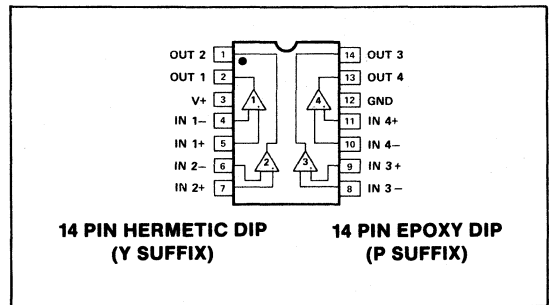 OUT 2 1 14 OUT 3
OUT 1 2 13 OUT 4
V+ 3 1 4 12 GND
IN 1- 4 11 IN 4+
IN 1+ 5 10 IN 4-
IN 2- 6 2 3 9 IN 3+
IN 2+ 7 8 IN 3-
14 PIN HERMETIC DIP
(Y SUFFIX)
14 PIN EPOXY DIP
(P SUFFIX)